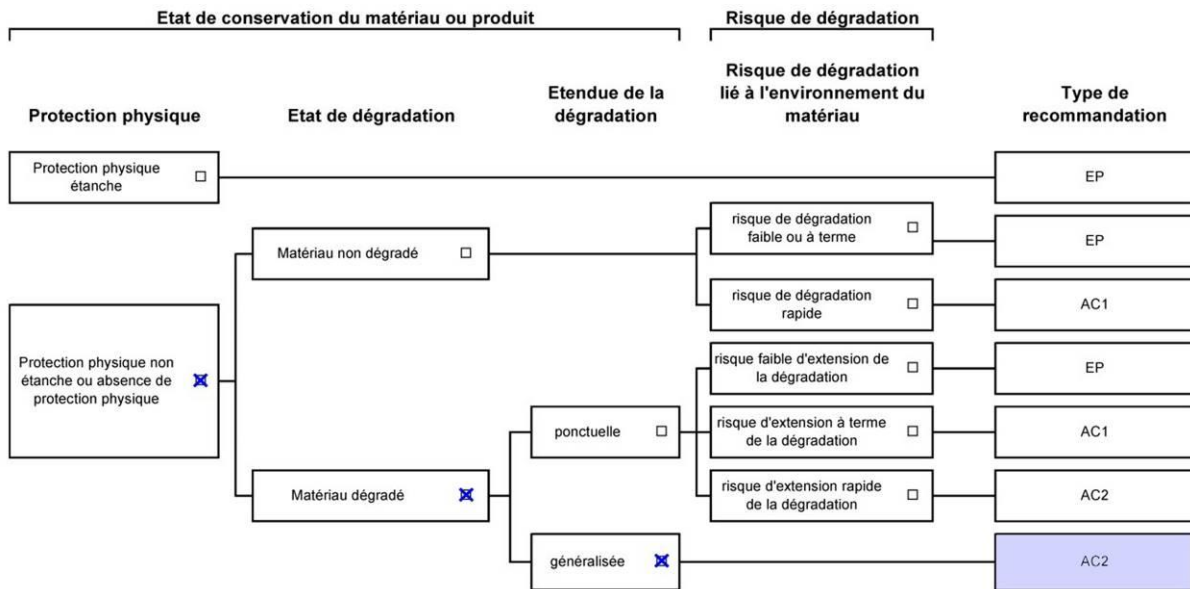 Etat de conservation du matériau ou produit
Risque de dégradation
Protection physique
Etat de dégradation
Etendue de la
dégradation
Risque de dégradation
lié à l'environnement du
matériau
Type de
recommandation
Protection physique
étanche
EP
Matériau non dégradé
risque de dégradation
faible ou à terme
EP
risque de dégradation
rapide
AC1
Protection physique non
étanche ou absence de
protection physique
risque faible d'extension de
la dégradation
EP
ponctuelle
risque d'extension à terme
de la dégradation
AC1
Matériau dégradé
risque d'extension rapide
de la dégradation
AC2
généralisée
AC2